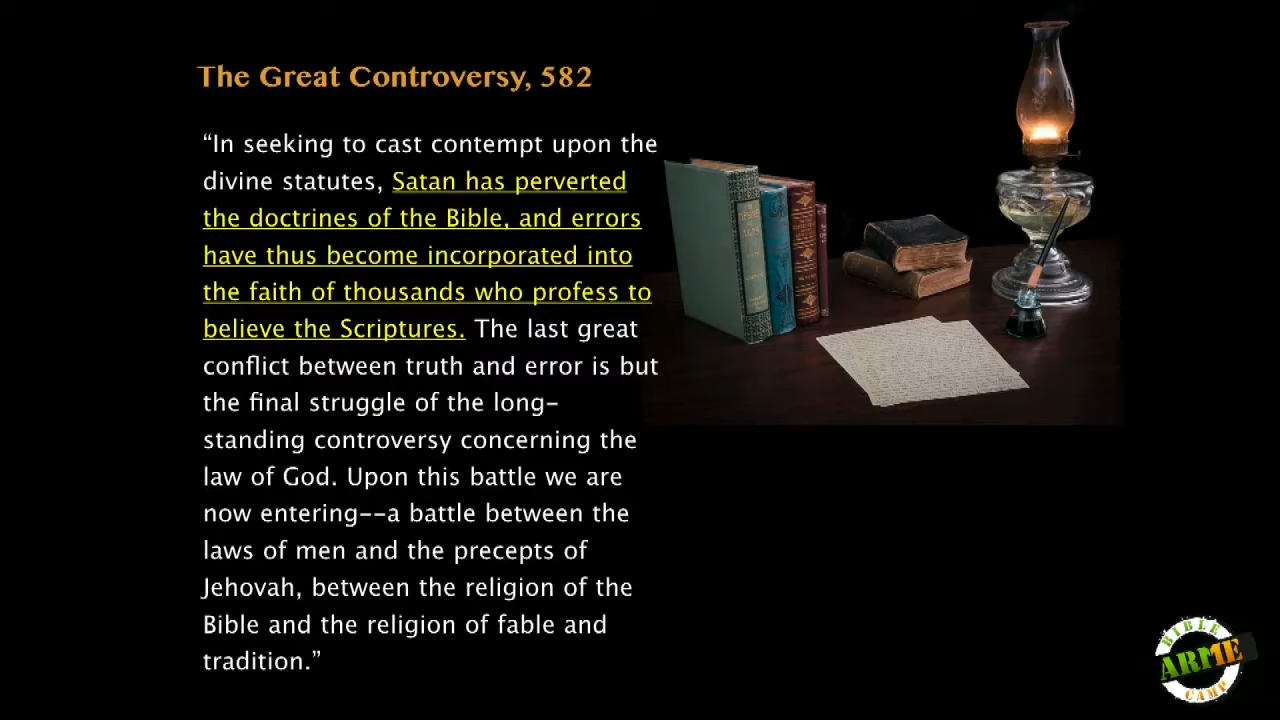 The Great Controversy, 582
“In seeking to cast contempt upon the
divine statutes, Satan has perverted
the doctrines of the Bible, and errors
have thus become incorporated into
the faith of thousands who profess to
believe the Scriptures. The last great
conflict between truth and error is but
the final struggle of the long-
standing controversy concerning the
law of God. Upon this battle we are
now entering--a battle between the
laws of men and the precepts of
Jehovah, between the religion of the
Bible and the religion of fable and
tradition.”
BIBLE
ARME
CAMP